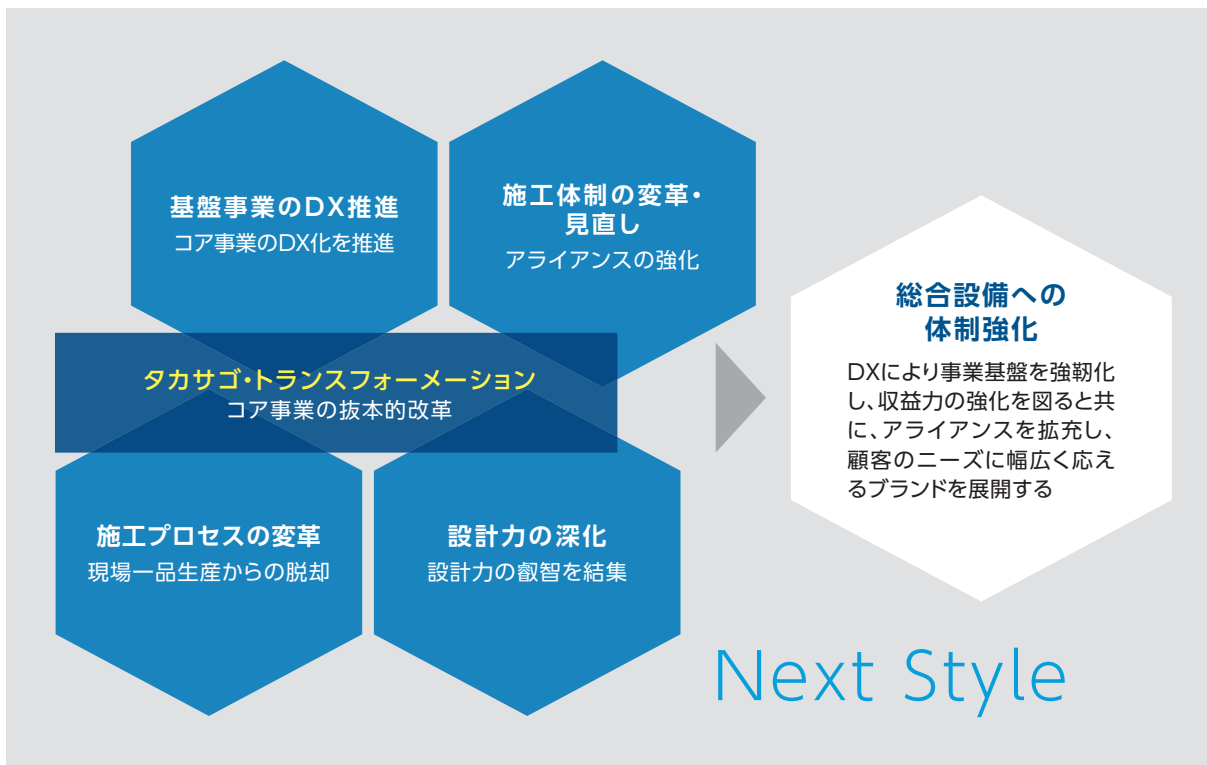 基盤事業のDX推進
コア事業のDX化を推進
施工体制の変革・
見直し
アライアンスの強化
タカサゴ・トランスフォーメーション
コア事業の抜本的改革
施工プロセスの変革
現場一品生産からの脱却
設計力の深化
設計力の叡智を結集
総合設備への
体制強化
DXにより事業基盤を強靭化
し、収益力の強化を図ると共
に、アライアンスを拡充し、
顧客のニーズに幅広く応え
るブランドを展開する
Next Style